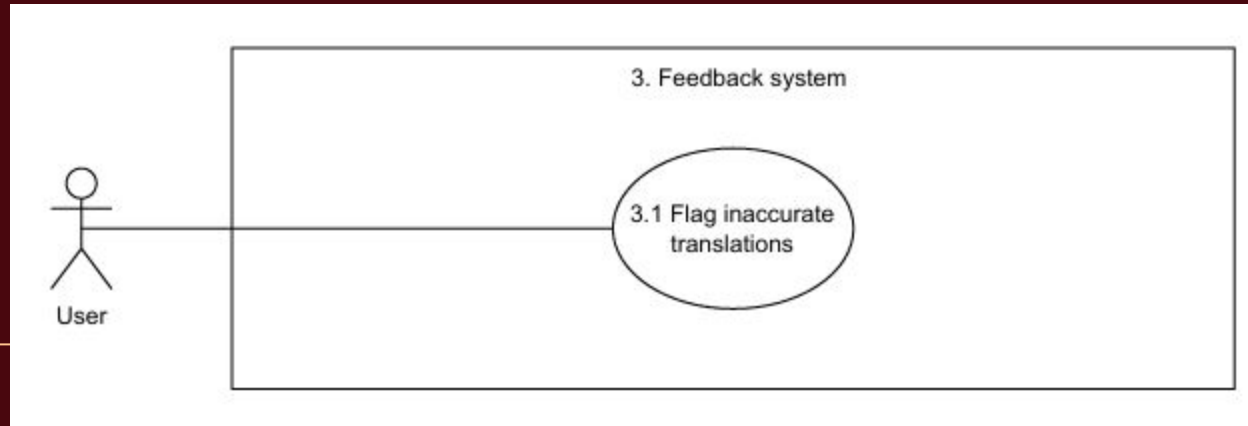 3. Feedback system
3.1 Flag inaccurate
translations
User